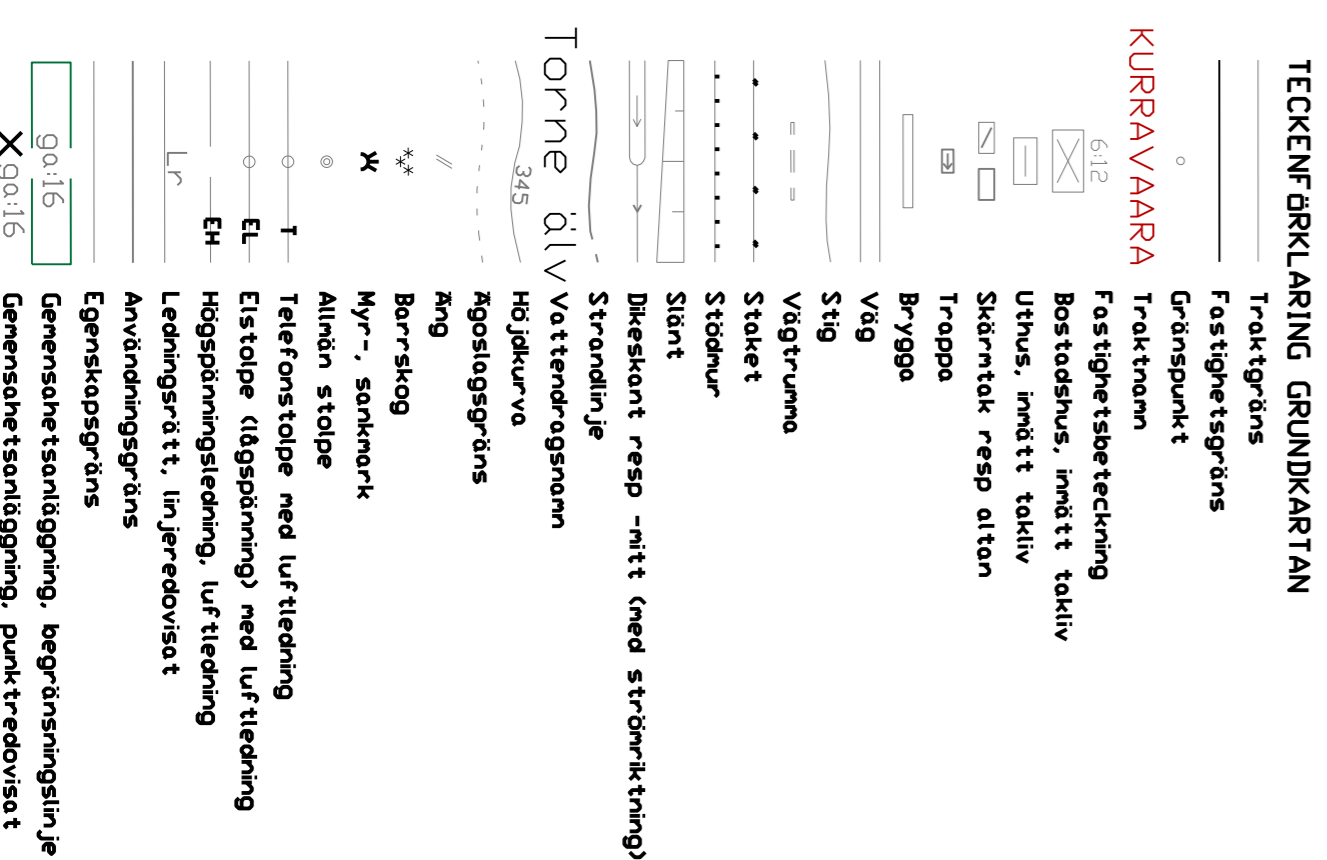 TECKENFÖRKLARING GRUNDKARTAN
Traktgräns
Fastighetsgräns
Gränspunkt
KURRAVAARA Traktnamn
6:12 Fastighetsbeteckning
Bostadshus, inmätt takliv
Uthus, inmätt takliv
Skärmtak resp altan
Trappa
Brygga
Väg
Stig
Vägtrumma
Staket
Stödmur
Slänt
Dikeskant resp -mitt (med strömriktning)
Strandlinje
Torne älv Vattendragsnamn
345 Höjdkurva
Ägoslagsgräns
Äng
Barrskog
Myr-, sankmark
Allmän stolpe
T Telefonstolpe med luftledning
EL Elstolpe (lågspänning) med luftledning
EH Högspänningsledning, luftledning
Lr Ledningsrätt, linjeredovisat
Användningsgräns
Egenskapsgräns
ga:16 Gemensahetsanläggning, begränsningslinje
ga:16 Gemensahetsanläggning, punktredovisat